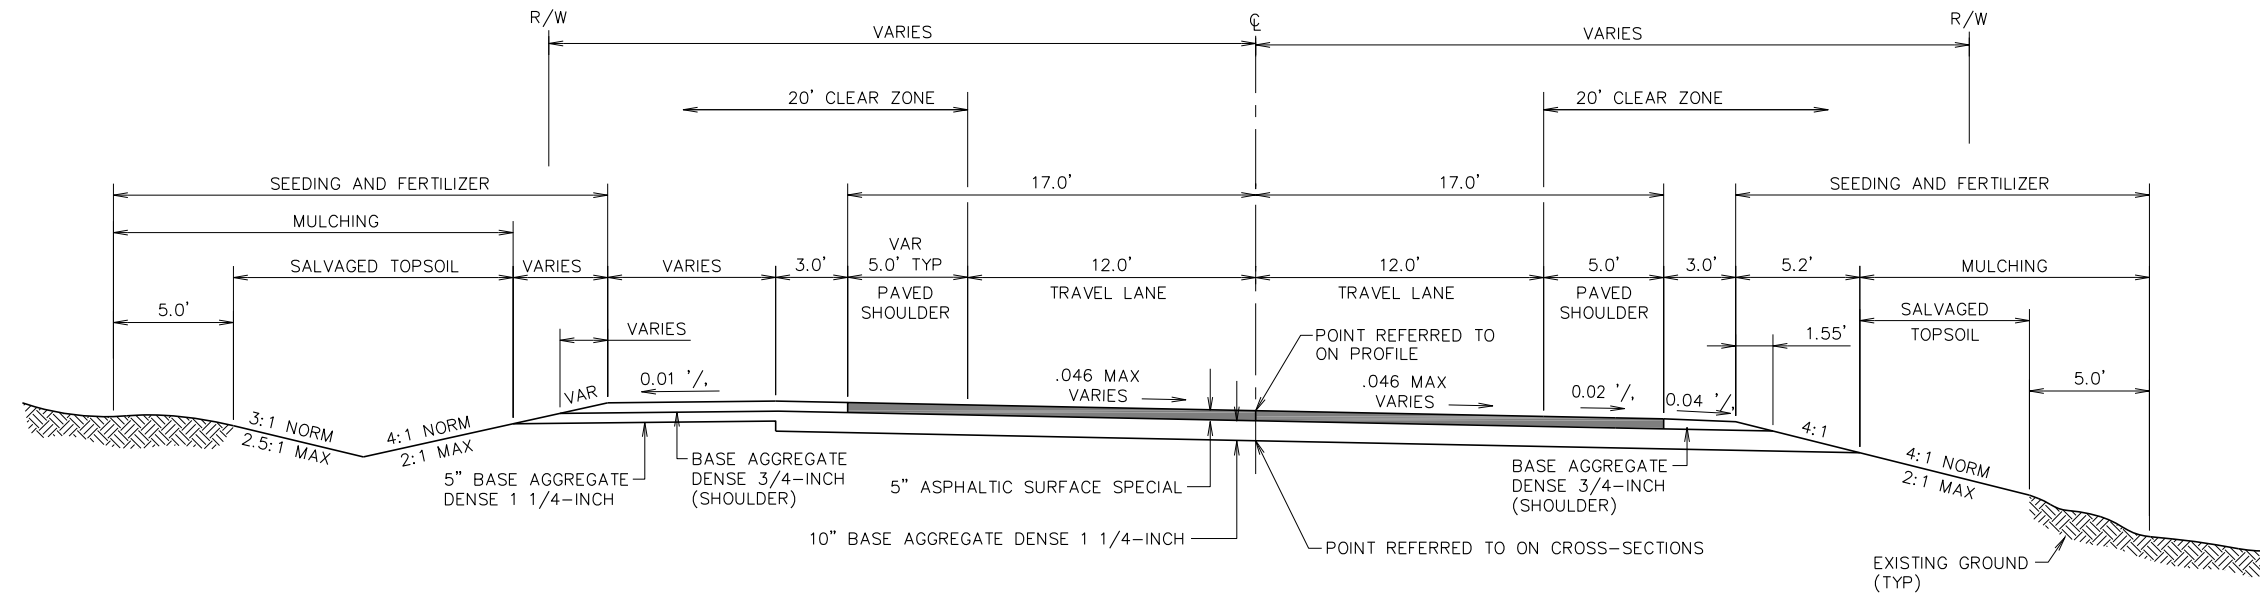 R/W
℄
R/W
VARIES
VARIES
20' CLEAR ZONE
20' CLEAR ZONE
SEEDING AND FERTILIZER
17.0'
17.0'
SEEDING AND FERTILIZER
MULCHING
SALVAGED TOPSOIL
VARIES
VARIES
3.0'
VAR
5.0' TYP
PAVED
SHOULDER
12.0'
TRAVEL LANE
12.0'
TRAVEL LANE
5.0'
PAVED
SHOULDER
3.0'
5.2'
MULCHING
5.0'
VARIES
SALVAGED
TOPSOIL
1.55'
5.0'
POINT REFERRED TO
ON PROFILE
VAR
0.01 '/,
.046 MAX
VARIES
.046 MAX
VARIES
0.02 '/,
0.04 '/,
3:1 NORM
2.5:1 MAX
4:1 NORM
2:1 MAX
4:1
4:1 NORM
2:1 MAX
5" BASE AGGREGATE
DENSE 1 1/4-INCH
BASE AGGREGATE
DENSE 3/4-INCH
(SHOULDER)
5" ASPHALTIC SURFACE SPECIAL
BASE AGGREGATE
DENSE 3/4-INCH
(SHOULDER)
10" BASE AGGREGATE DENSE 1 1/4-INCH
POINT REFERRED TO ON CROSS-SECTIONS
EXISTING GROUND
(TYP)